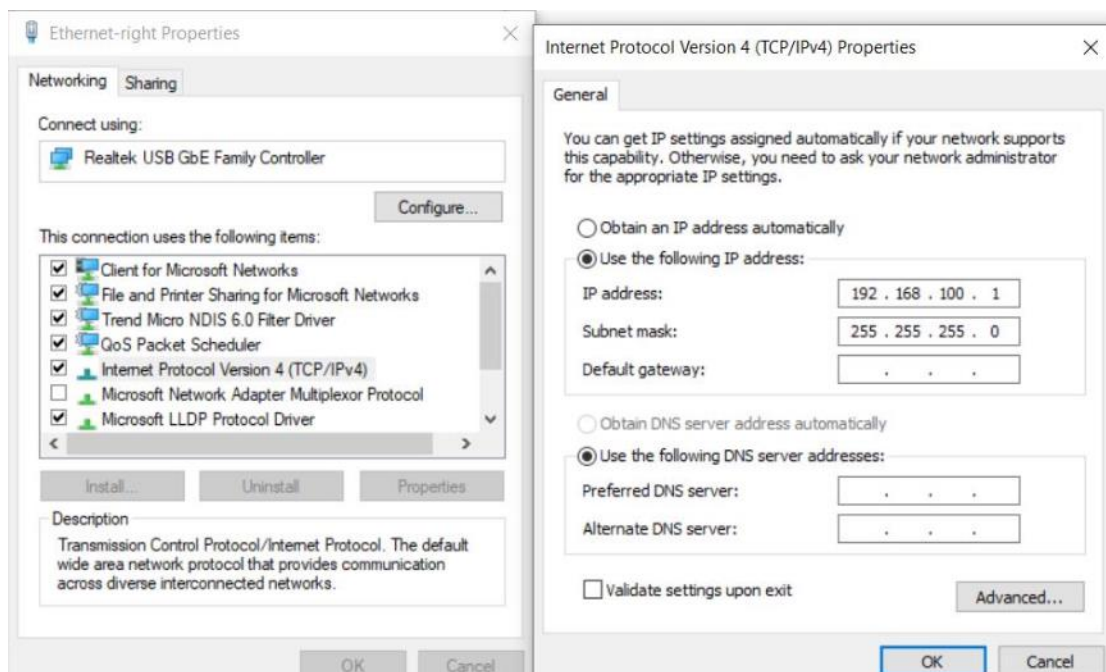 Ethernet-right Properties
Networking
Sharing
Connect using:
Realtek USB GbE Family Controller
Configure...
This connection uses the following items:
Client for Microsoft Networks
File and Printer Sharing for Microsoft Networks
Trend Micro NDIS 6.0 Filter Driver
QoS Packet Scheduler
Internet Protocol Version 4 (TCP/IPv4)
Microsoft Network Adapter Multiplexor Protocol
Microsoft LLDP Protocol Driver
Install...
Uninstall
Properties
Description
Transmission Control Protocol/Internet Protocol. The default
wide area network protocol that provides communication
across diverse interconnected networks.
OK
Cancel
Internet Protocol Version 4 (TCP/IPv4) Properties
General
You can get IP settings assigned automatically if your network supports
this capability. Otherwise, you need to ask your network administrator
for the appropriate IP settings.
Obtain an IP address automatically
Use the following IP address:
IP address:
192 . 168 . 100 . 1
Subnet mask:
255 . 255 . 255 . 0
Default gateway:
. . .
Obtain DNS server address automatically
Use the following DNS server addresses:
Preferred DNS server:
. . .
Alternate DNS server:
. . .
Validate settings upon exit
Advanced...
OK
Cancel